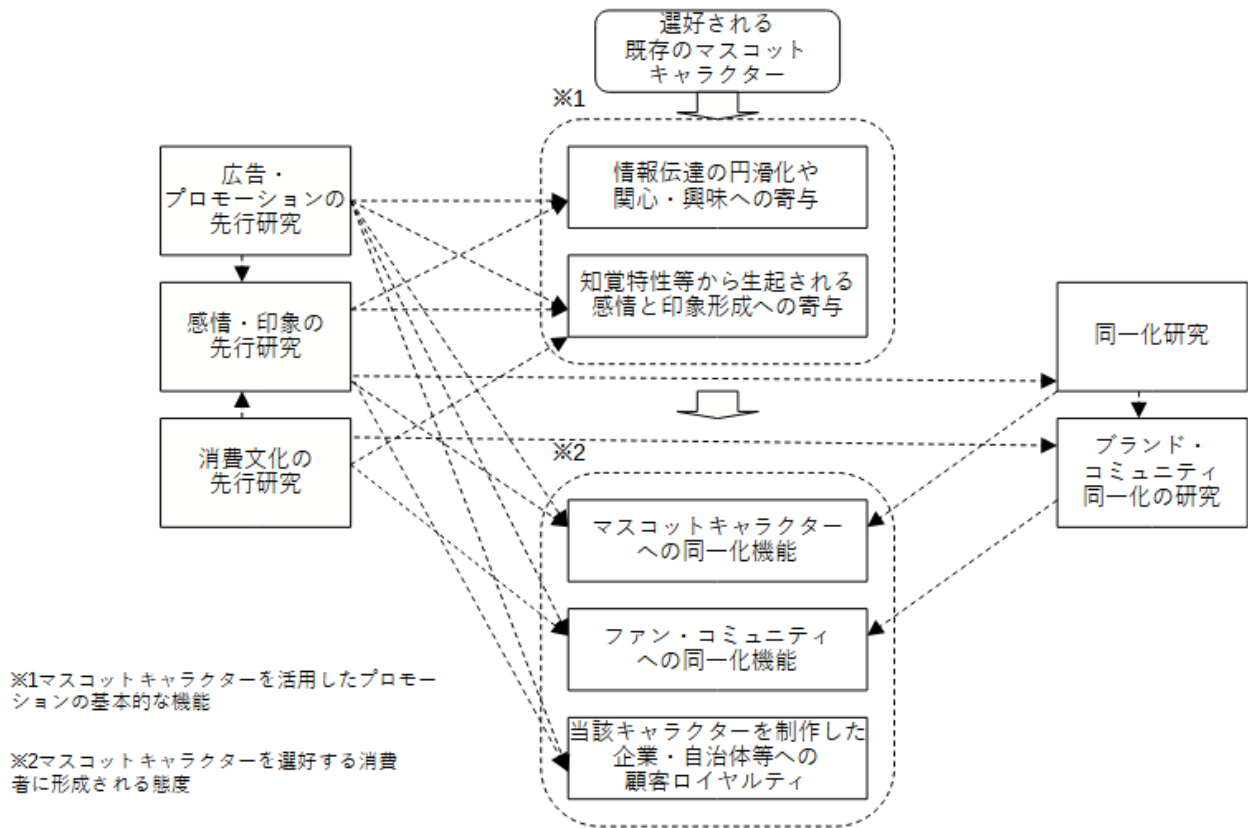 選好される
既存のマスコット
キャラクター
※1
広告・
プロモーションの
先行研究
情報伝達の円滑化や
関心・興味への寄与
知覚特性等から生起される
感情と印象形成への寄与
感情・印象の
先行研究
同一化研究
消費文化の
先行研究
※2
ブランド・
コミュニティ
同一化の研究
マスコットキャラクター
への同一化機能
ファン・コミュニティ
への同一化機能
当該キャラクターを制作した
企業・自治体等への
顧客ロイヤルティ
※1マスコットキャラクターを活用したプロモー
ションの基本的な機能
※2マスコットキャラクターを選好する消費
者に形成される態度